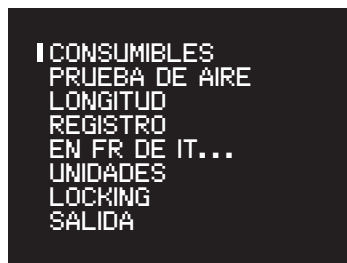 CONSUMIBLES
PRUEBA DE AIRE
LONGITUD
REGISTRO
EN FR DE IT...
UNIDADES
LOCKING
SALIDA